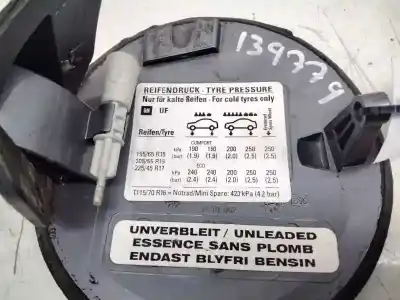 139779
REIFENDRUCK - TYRE PRESSURE
Nur für kalte Reifen - For cold tyres only
GM IJF
Reifen/Tyre
COMFORT
195/65 R15 kPa 190 190 200 250 250
205/55 R16 (bar) (1.9) (1.9) (2.0) (2.5) (2.5)
225/45 R17 ECO
kPa 240 240 200 250 250
(bar) (2.4) (2.4) (2.0) (2.5) (2.5)
T115/70 R16 = Notrad/Mini Spare: 420 kPa (4.2 bar)
UNVERBLEIT / UNLEADED
ESSENCE SANS PLOMB
ENDAST BLYFRI BENSIN